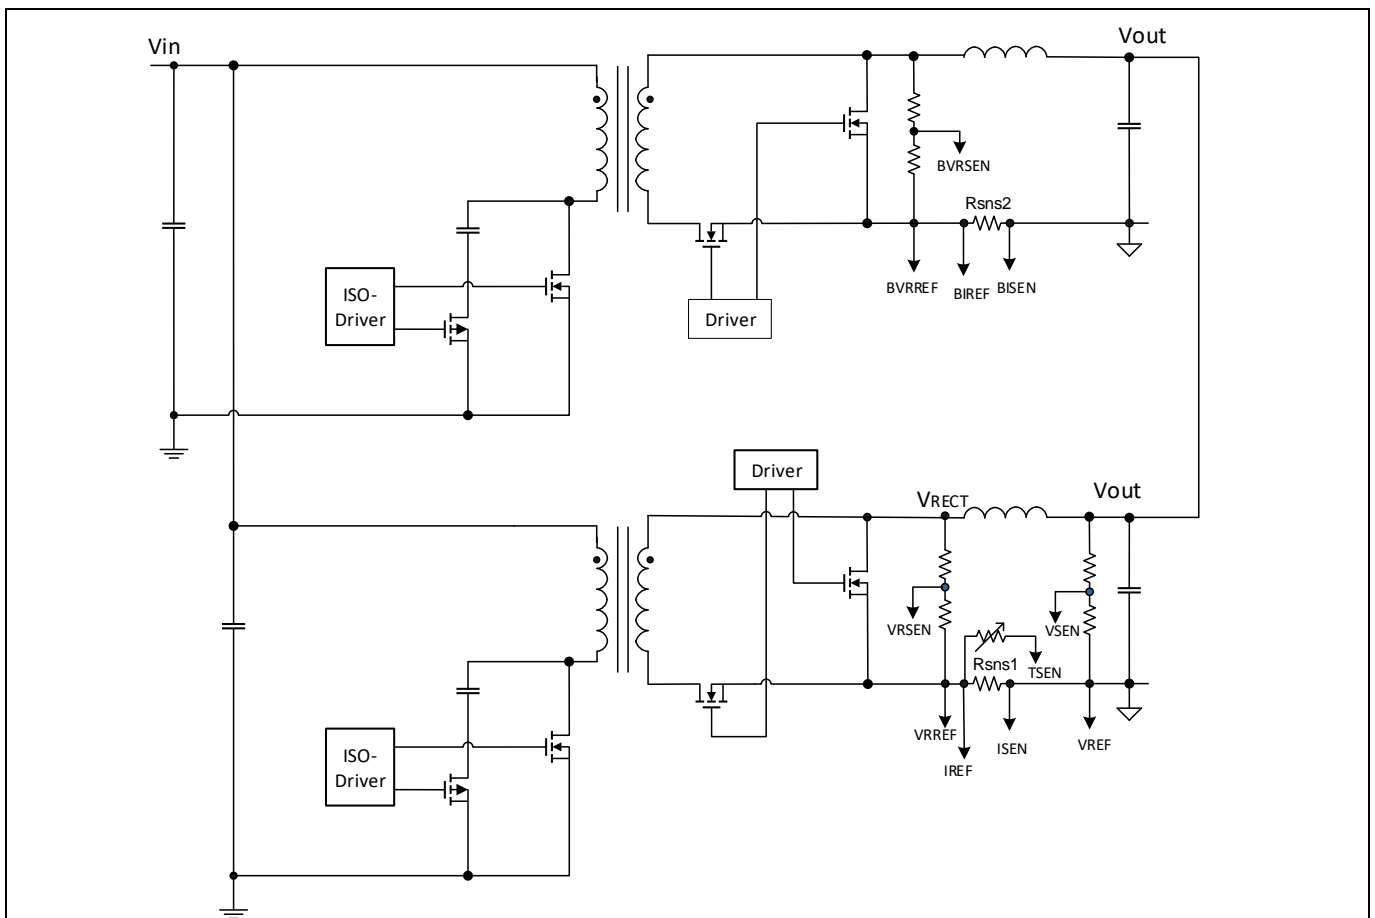 Vin
Vout
BVRSEN
Rsns2
BVRREF
BIREF
BISEN
ISO-
Driver
Driver
Driver
VRECT
Vout
VRSEN
VSEN
Rsns1
TSEN
VRREF
ISEN
VREF
IREF
ISO-
Driver